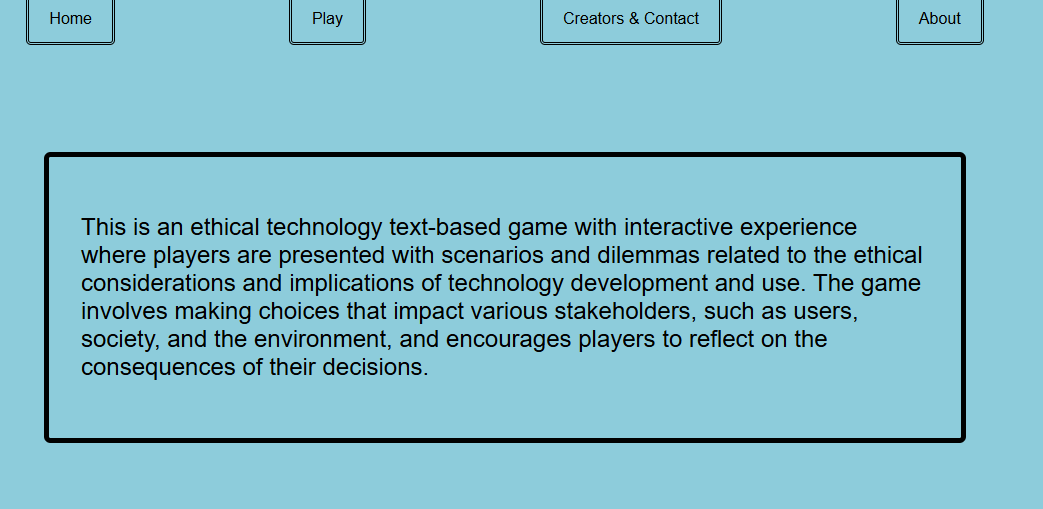 Home
Play
Creators & Contact
About
This is an ethical technology text-based game with interactive experience
where players are presented with scenarios and dilemmas related to the ethical
considerations and implications of technology development and use. The game
involves making choices that impact various stakeholders, such as users,
society, and the environment, and encourages players to reflect on the
consequences of their decisions.